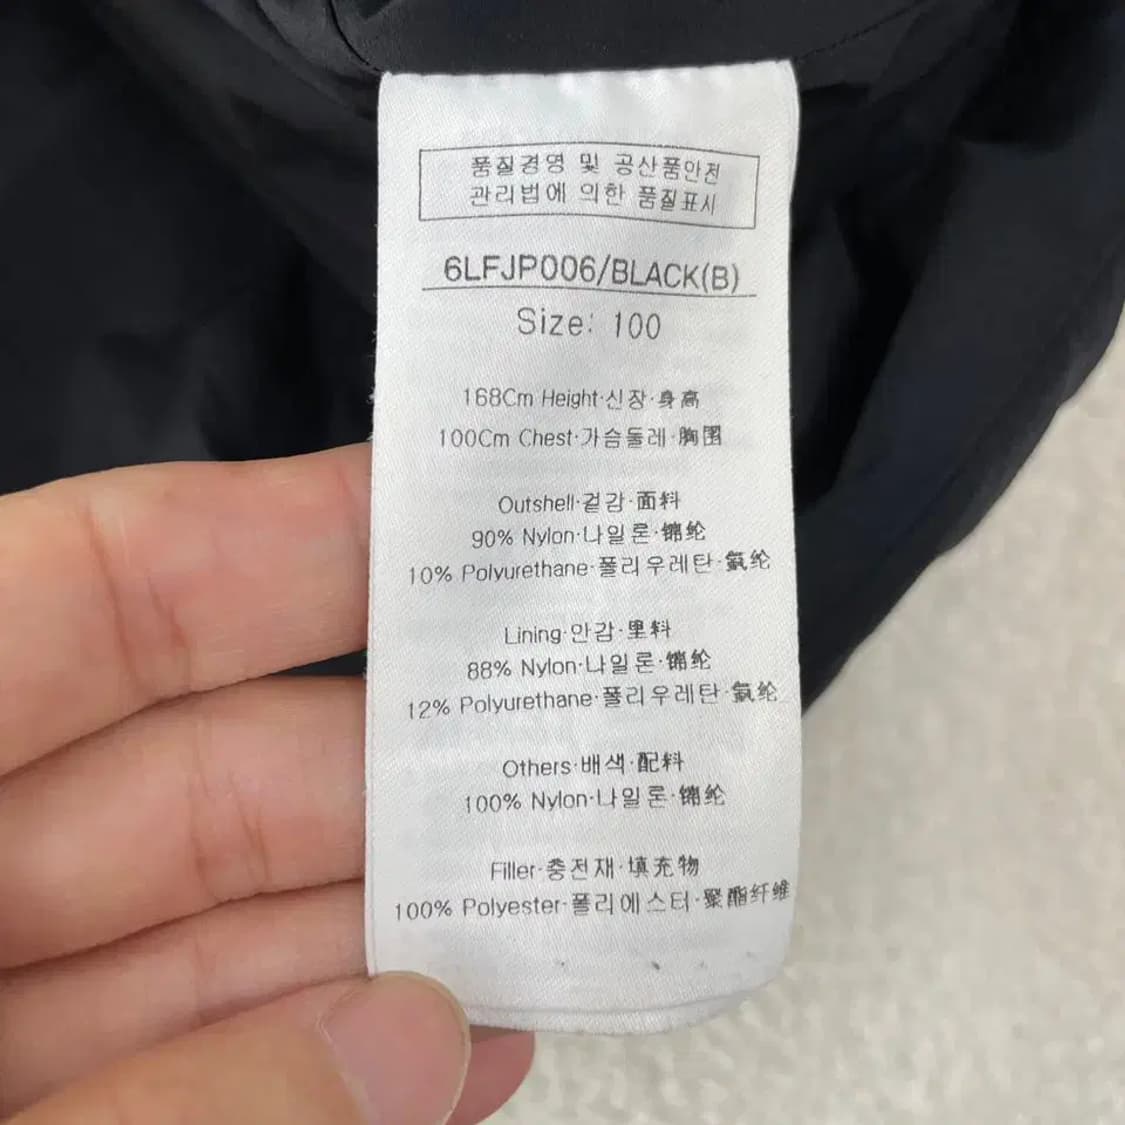 품질경영 및 공산품안전
관리법에 의한 품질표시
6LFJP006/BLACK(B)
Size: 100
168Cm Height·신장·身高
100Cm Chest·가슴둘레·胸围
Outshell·겉감·面料
90% Nylon·나일론·锦纶
10% Polyurethane·폴리우레탄·氨纶
Lining·안감·里料
88% Nylon·나일론·锦纶
12% Polyurethane·폴리우레탄·氨纶
Others·배색·配料
100% Nylon·나일론·锦纶
Filler·충전재·填充物
100% Polyester·폴리에스터·聚酯纤维